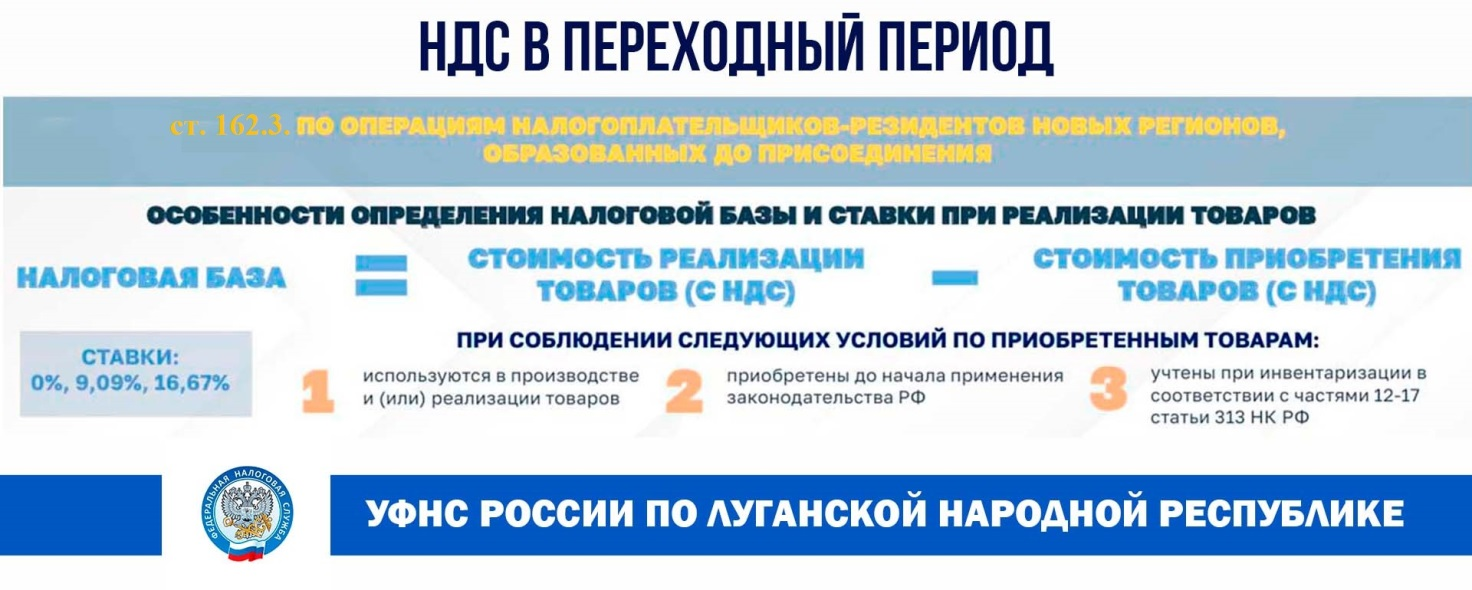 НДС В ПЕРЕХОДНЫЙ ПЕРИОД
ст. 162.3. ПО ОПЕРАЦИЯМ НАЛОГОПЛАТЕЛЬЩИКОВ-РЕЗИДЕНТОВ НОВЫХ РЕГИОНОВ,
ОБРАЗОВАННЫХ ДО ПРИСОЕДИНЕНИЯ
ОСОБЕННОСТИ ОПРЕДЕЛЕНИЯ НАЛОГОВОЙ БАЗЫ И СТАВКИ ПРИ РЕАЛИЗАЦИИ ТОВАРОВ
НАЛОГОВАЯ БАЗА
=
СТОИМОСТЬ РЕАЛИЗАЦИИ
ТОВАРОВ (С НДС)
–
СТОИМОСТЬ ПРИОБРЕТЕНИЯ
ТОВАРОВ (С НДС)
СТАВКИ:
0%, 9,09%, 16,67%
ПРИ СОБЛЮДЕНИИ СЛЕДУЮЩИХ УСЛОВИЙ ПО ПРИОБРЕТЕННЫМ ТОВАРАМ:
1
используются в производстве
и (или) реализации товаров
2
приобретены до начала применения
законодательства РФ
3
учтены при инвентаризации в
соответствии с частями 12-17
статьи 313 НК РФ
ФЕДЕРАЛЬНАЯ НАЛОГОВАЯ СЛУЖБА
УФНС РОССИИ ПО ЛУГАНСКОЙ НАРОДНОЙ РЕСПУБЛИКЕ